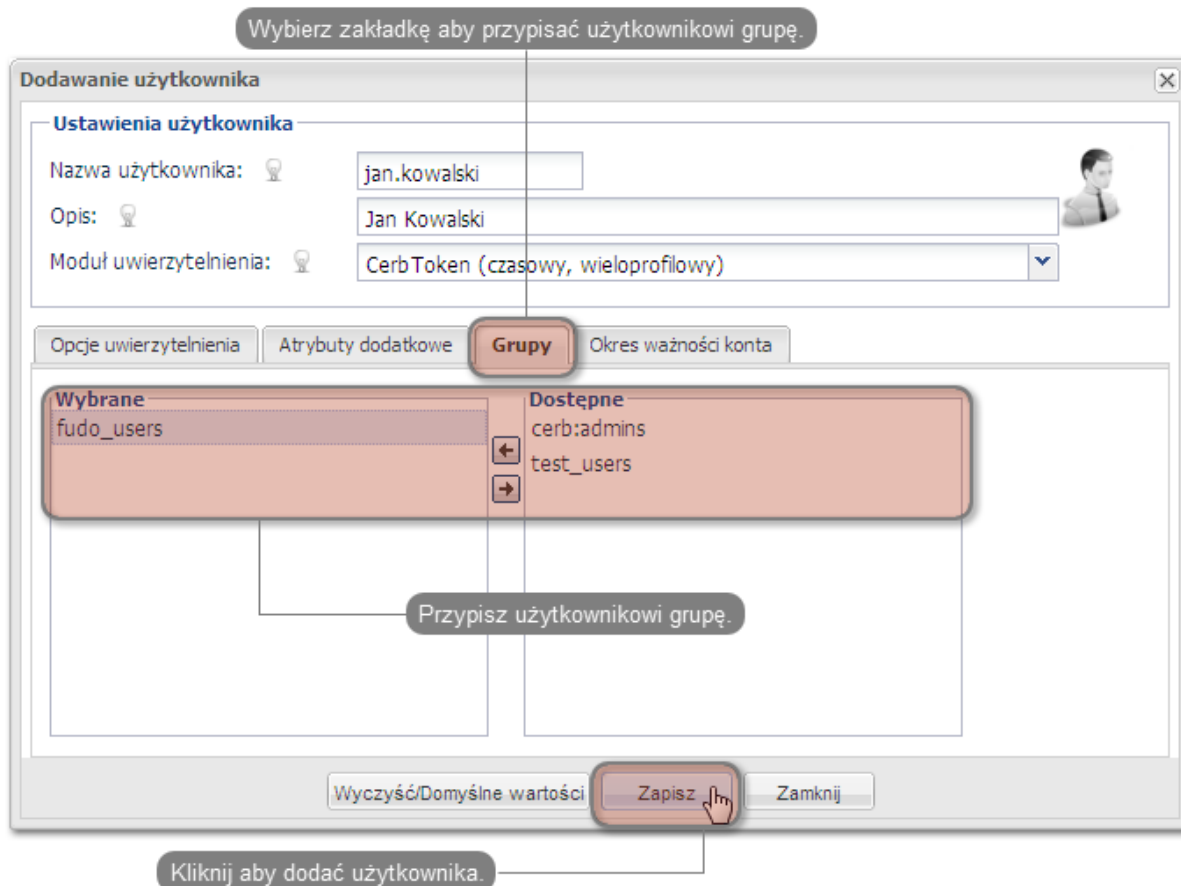 Wybierz zakładkę aby przypisać użytkownikowi grupę.
Dodawanie użytkownika
Ustawienia użytkownika
Nazwa użytkownika: jan.kowalski
Opis: Jan Kowalski
Moduł uwierzytelnienia: CerbToken (czasowy, wieloprofilowy)
Opcje uwierzytelnienia Atrybuty dodatkowe Grupy Okres ważności konta
Wybrane Dostępne
fudo_users cerb:admins
test_users
Przypisz użytkownikowi grupę.
Wyczyść/Domyślne wartości Zapisz Zamknij
Kliknij aby dodać użytkownika.